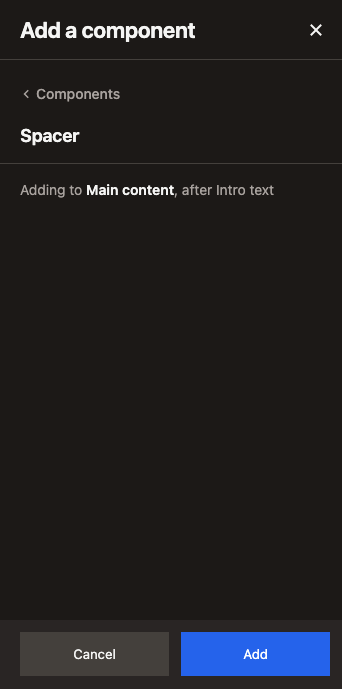 Add a component
Components
Spacer
Adding to Main content, after Intro text
Cancel
Add